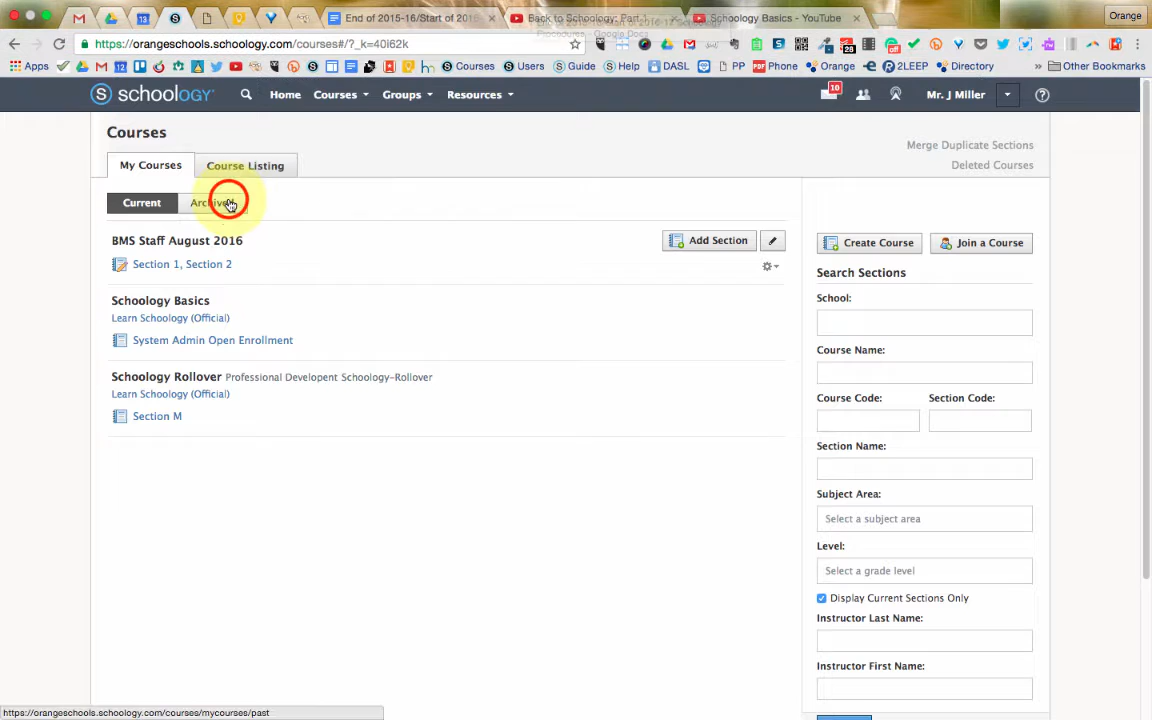 End of 2015-16/Start of 2015
Back to Schoology: Part 1
Schoology Basics - YouTube
Orange
Procedures. - Google Docs
https://orangeschools.schoology.com/courses#/?_k=40i62k
Apps
Courses
Users
Guide
Help
DASL
PP
Phone
Orange
2LEEP
Directory
» Other Bookmarks
S schoology
Home
Courses
Groups
Resources
10
Mr. J Miller
Courses
Merge Duplicate Sections
My Courses
Course Listing
Deleted Courses
Current
Archived
BMS Staff August 2016
Add Section
Section 1, Section 2
Create Course
Join a Course
Schoology Basics
Learn Schoology (Official)
System Admin Open Enrollment
Schoology Rollover Professional Developent Schoology-Rollover
Learn Schoology (Official)
Section M
Search Sections
School:
Course Name:
Course Code:
Section Code:
Section Name:
Subject Area:
Select a subject area
Level:
Select a grade level
Display Current Sections Only
Instructor Last Name:
Instructor First Name:
https://orangeschools.schoology.com/courses/mycourses/past